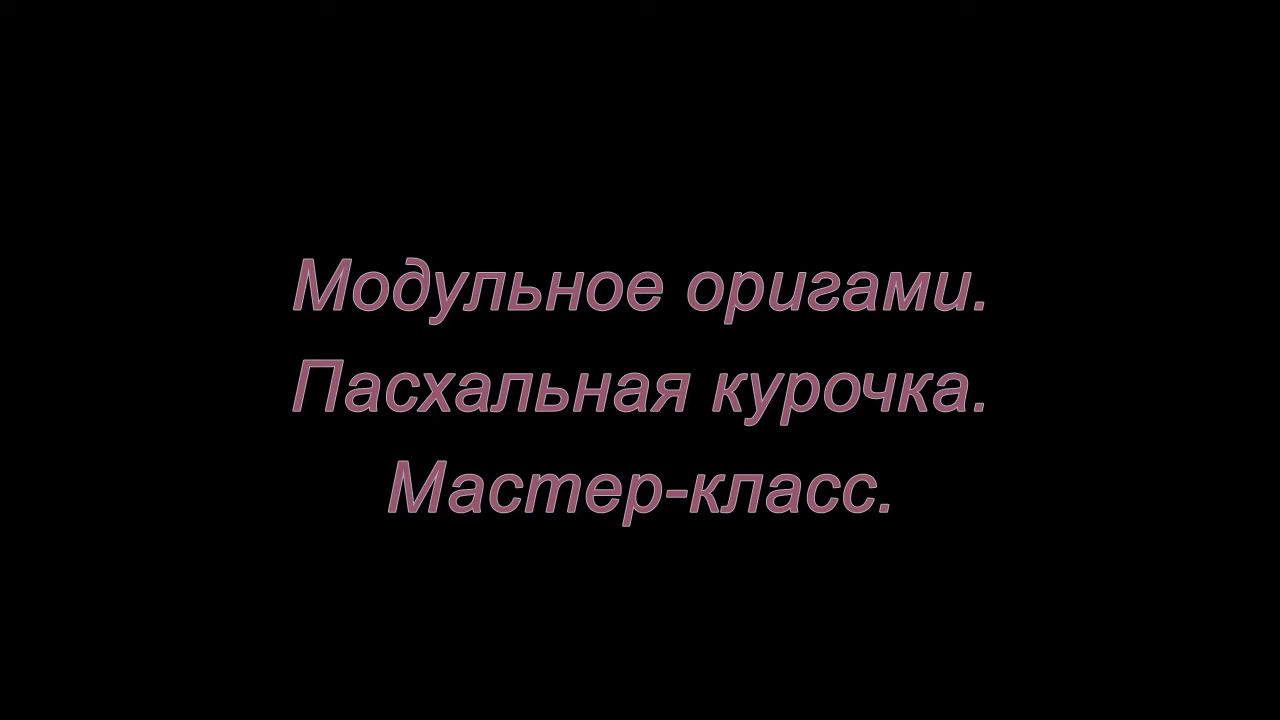 Модульное оригами.
Пасхальная курочка.
Мастер-класс.